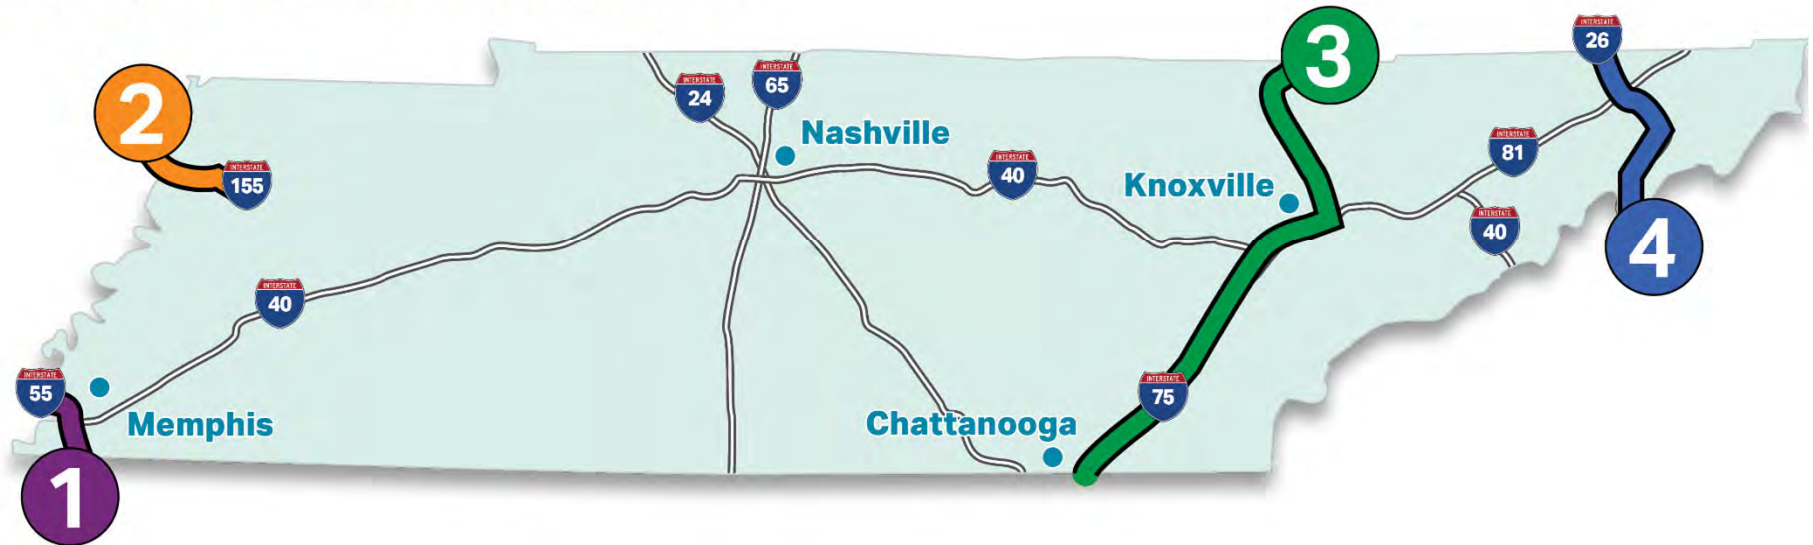 INTERSTATE
26
3
INTERSTATE
65
INTERSTATE
24
2
Nashville
INTERSTATE
81
INTERSTATE
40
Knoxville
INTERSTATE
155
INTERSTATE
40
4
INTERSTATE
40
INTERSTATE
55
INTERSTATE
75
Memphis
Chattanooga
1